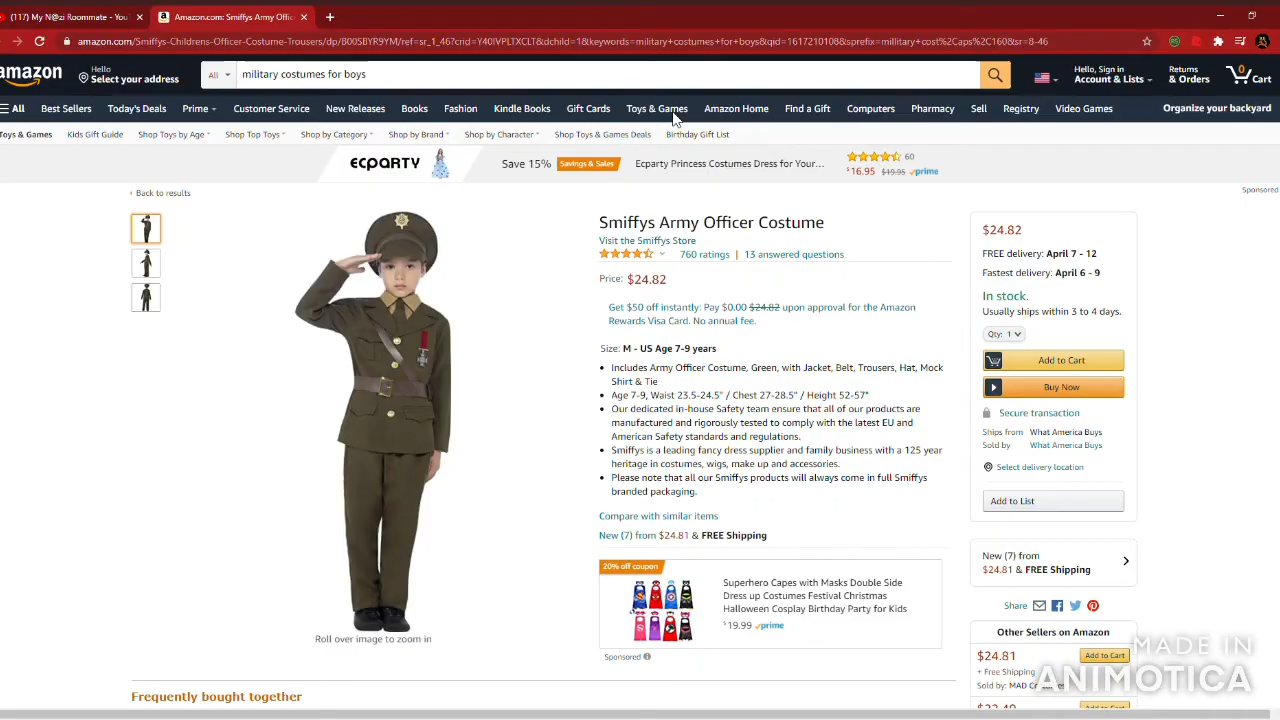 (117) My N@zi Roommate - You
Amazon.com: Smiffys Army Offic
amazon.com/Smiffys-Childrens-Officer-Costume-Trousers/dp/B00SBYR9YM/ref=sr_1_46?crid=Y40IVPLTXCLT&dchild=1&keywords=military+costumes+for+boys&qid=1617210108&sprefix=military+cost%2Caps%2C160&sr=8-46
amazon
Hello
Select your address
All
military costumes for boys
Hello, Sign in
Account & Lists
Returns
& Orders
0
Cart
All Best Sellers Today's Deals Prime Customer Service New Releases Books Fashion Kindle Books Gift Cards Toys & Games Amazon Home Find a Gift Computers Pharmacy Sell Registry Video Games Organize your backyard
Toys & Games Kids Gift Guide Shop Toys by Age Shop Top Toys Shop by Category Shop by Brand Shop by Character Shop Toys & Games Deals Birthday Gift List
ECPARTY
Save 15% Savings & Sales Ecparty Princess Costumes Dress for Your...
60
$16.95 $19.95 prime
Sponsored
‹ Back to results
Smiffys Army Officer Costume
Visit the Smiffys Store
760 ratings | 13 answered questions
Price: $24.82
Get $50 off instantly: Pay $0.00 $24.82 upon approval for the Amazon
Rewards Visa Card. No annual fee.
Size: M - US Age 7-9 years
• Includes Army Officer Costume, Green, with Jacket, Belt, Trousers, Hat, Mock
Shirt & Tie
• Age 7-9, Waist 23.5-24.5" / Chest 27-28.5" / Height 52-57"
• Our dedicated in-house Safety team ensure that all of our products are
manufactured and rigorously tested to comply with the latest EU and
American Safety standards and regulations.
• Smiffys is a leading fancy dress supplier and family business with a 125 year
heritage in costumes, wigs, make up and accessories.
• Please note that all our Smiffys products will always come in full Smiffys
branded packaging.
Compare with similar items
New (7) from $24.81 & FREE Shipping
20% off coupon
Superhero Capes with Masks Double Side
Dress up Costumes Festival Christmas
Halloween Cosplay Birthday Party for Kids
$19.99 prime
Sponsored
Roll over image to zoom in
Frequently bought together
$24.82
FREE delivery: April 7 - 12
Fastest delivery: April 6 - 9
In stock.
Usually ships within 3 to 4 days.
Qty: 1
Add to Cart
Buy Now
Secure transaction
Ships from What America Buys
Sold by What America Buys
Select delivery location
Add to List
New (7) from
$24.81 & FREE Shipping
Share
Other Sellers on Amazon
$24.81
Add to Cart
+ Free Shipping
Sold by: MAD
MADE IN
ANIMOTICA